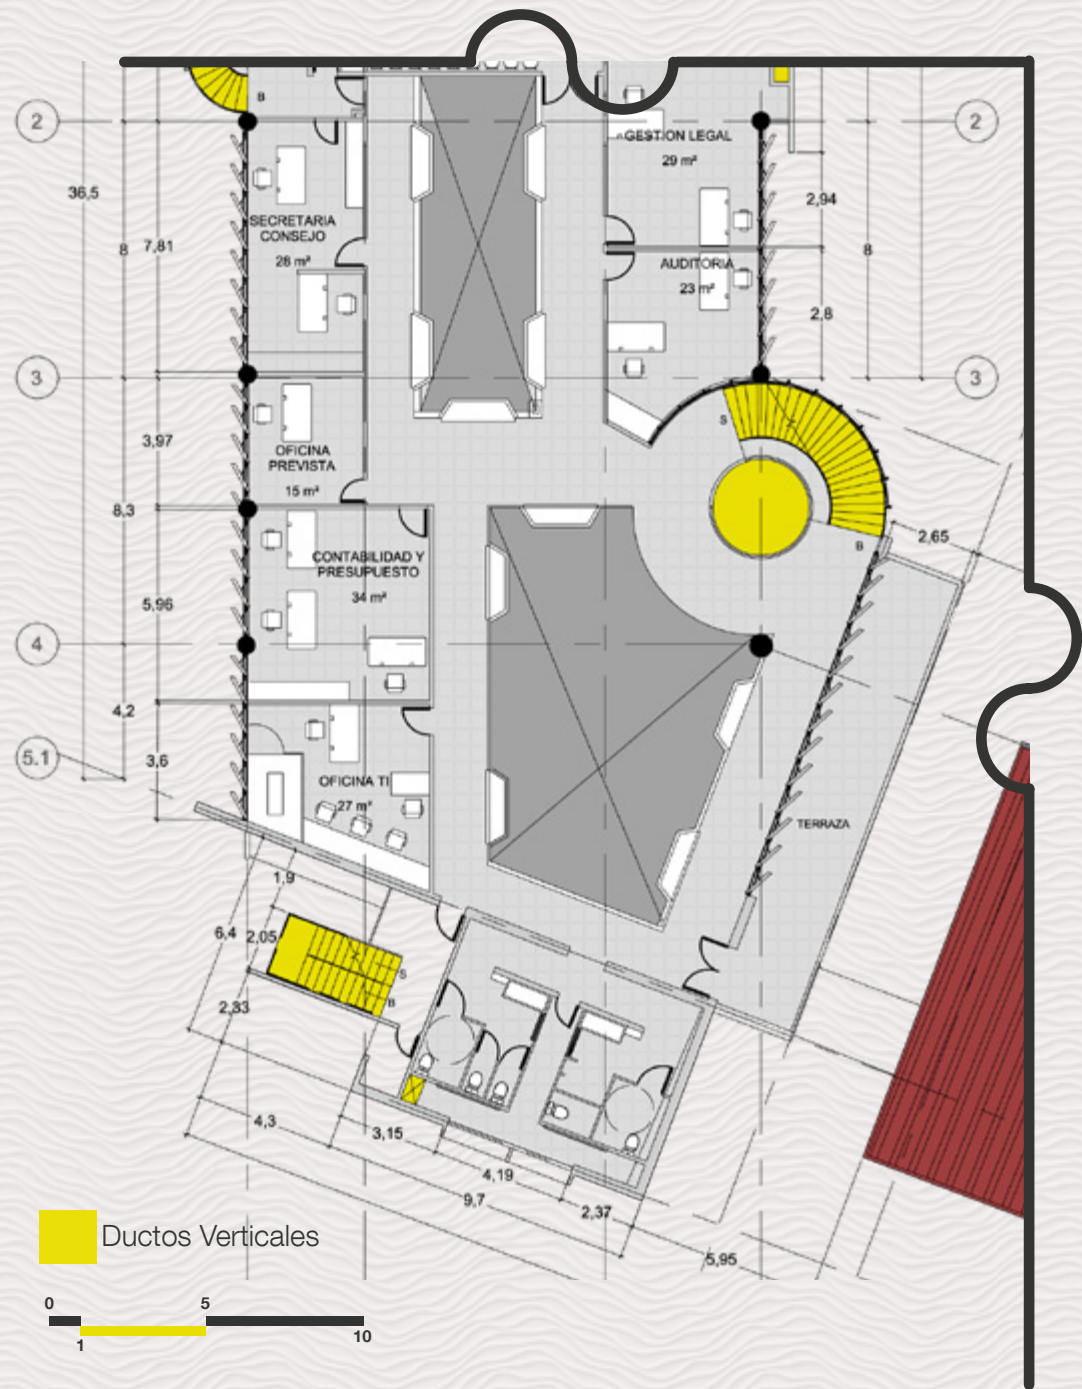 B
2
2
GESTION LEGAL
29 m²
36,5
2,94
SECRETARIA
CONSEJO
28 m²
8
7,81
8
AUDITORIA
23 m²
2,8
3
3
S
3,97
OFICINA
PREVISTA
15 m²
8,3
2,65
B
CONTABILIDAD Y
PRESUPUESTO
34 m²
5,96
4
4,2
5.1
3,6
OFICINA TI
27 m²
TERRAZA
1,9
6,4
2,05
S
B
2,33
4,3
3,15
4,19
9,7
2,37
5,95
Ductos Verticales
0
5
1
10